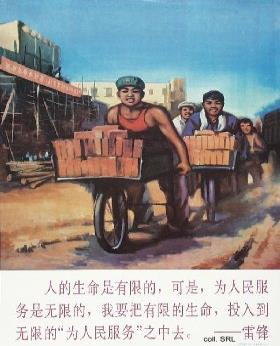 人的生命是有限的，可是，为人民服
务是无限的，我要把有限的生命，投入到
无限的“为人民服务”之中去。——雷锋
coll. SRL